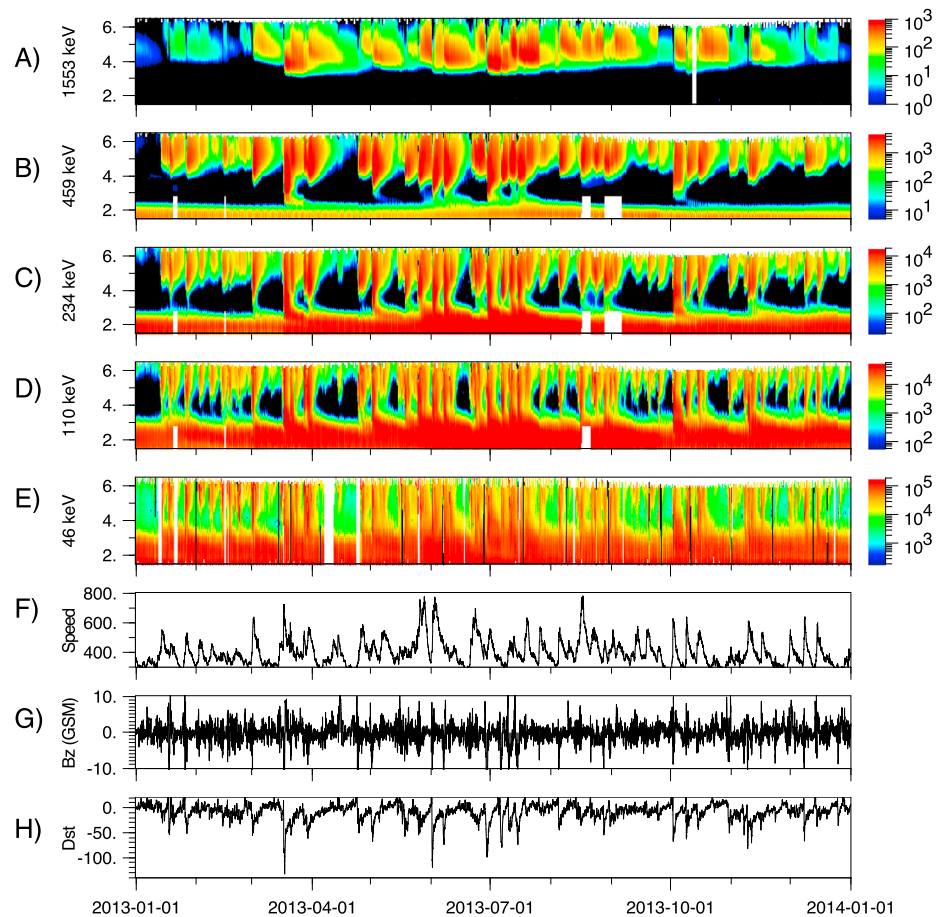 A)
1553 keV
6.
4.
2.
10^3
10^2
10^1
10^0
B)
459 keV
6.
4.
2.
10^3
10^2
10^1
C)
234 keV
6.
4.
2.
10^4
10^3
10^2
D)
110 keV
6.
4.
2.
10^4
10^3
10^2
E)
46 keV
6.
4.
2.
10^5
10^4
10^3
F)
Speed
800.
600.
400.
G)
Bz (GSM)
10.
0.
-10.
H)
Dst
0.
-50.
-100.
2013-01-01 2013-04-01 2013-07-01 2013-10-01 2014-01-01